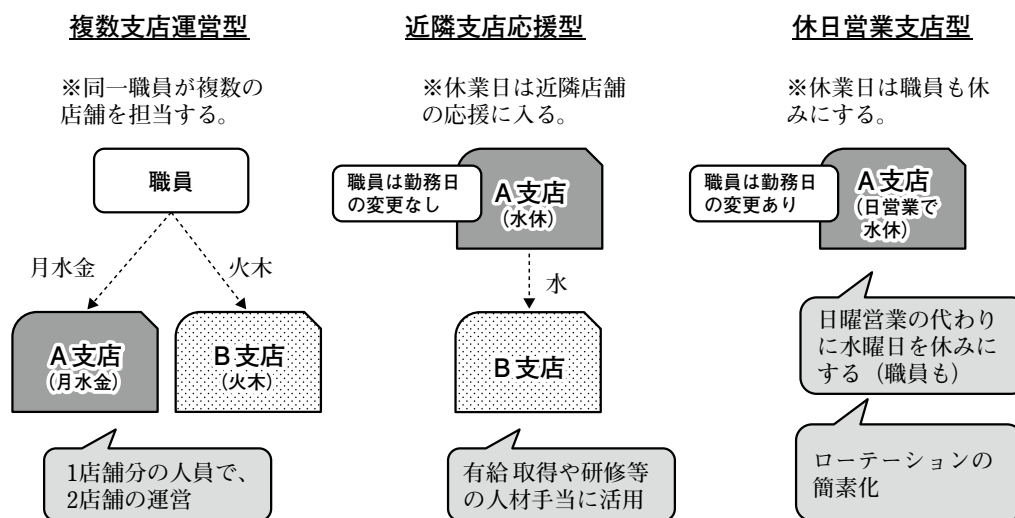 複数支店運営型
※同一職員が複数の
店舗を担当する。
職員
月水金
火木
A支店
(月水金)
B支店
(火木)
1店舗分の人員で、
2店舗の運営
近隣支店応援型
※休業日は近隣店舗
の応援に入る。
職員は勤務日
の変更なし
A支店
(水休)
水
B支店
有給取得や研修等
の人材手当に活用
休日営業支店型
※休業日は職員も休
みにする。
職員は勤務日
の変更あり
A支店
(日営業で
水休)
日曜営業の代わり
に水曜日を休みに
する（職員も）
ローテーションの
簡素化